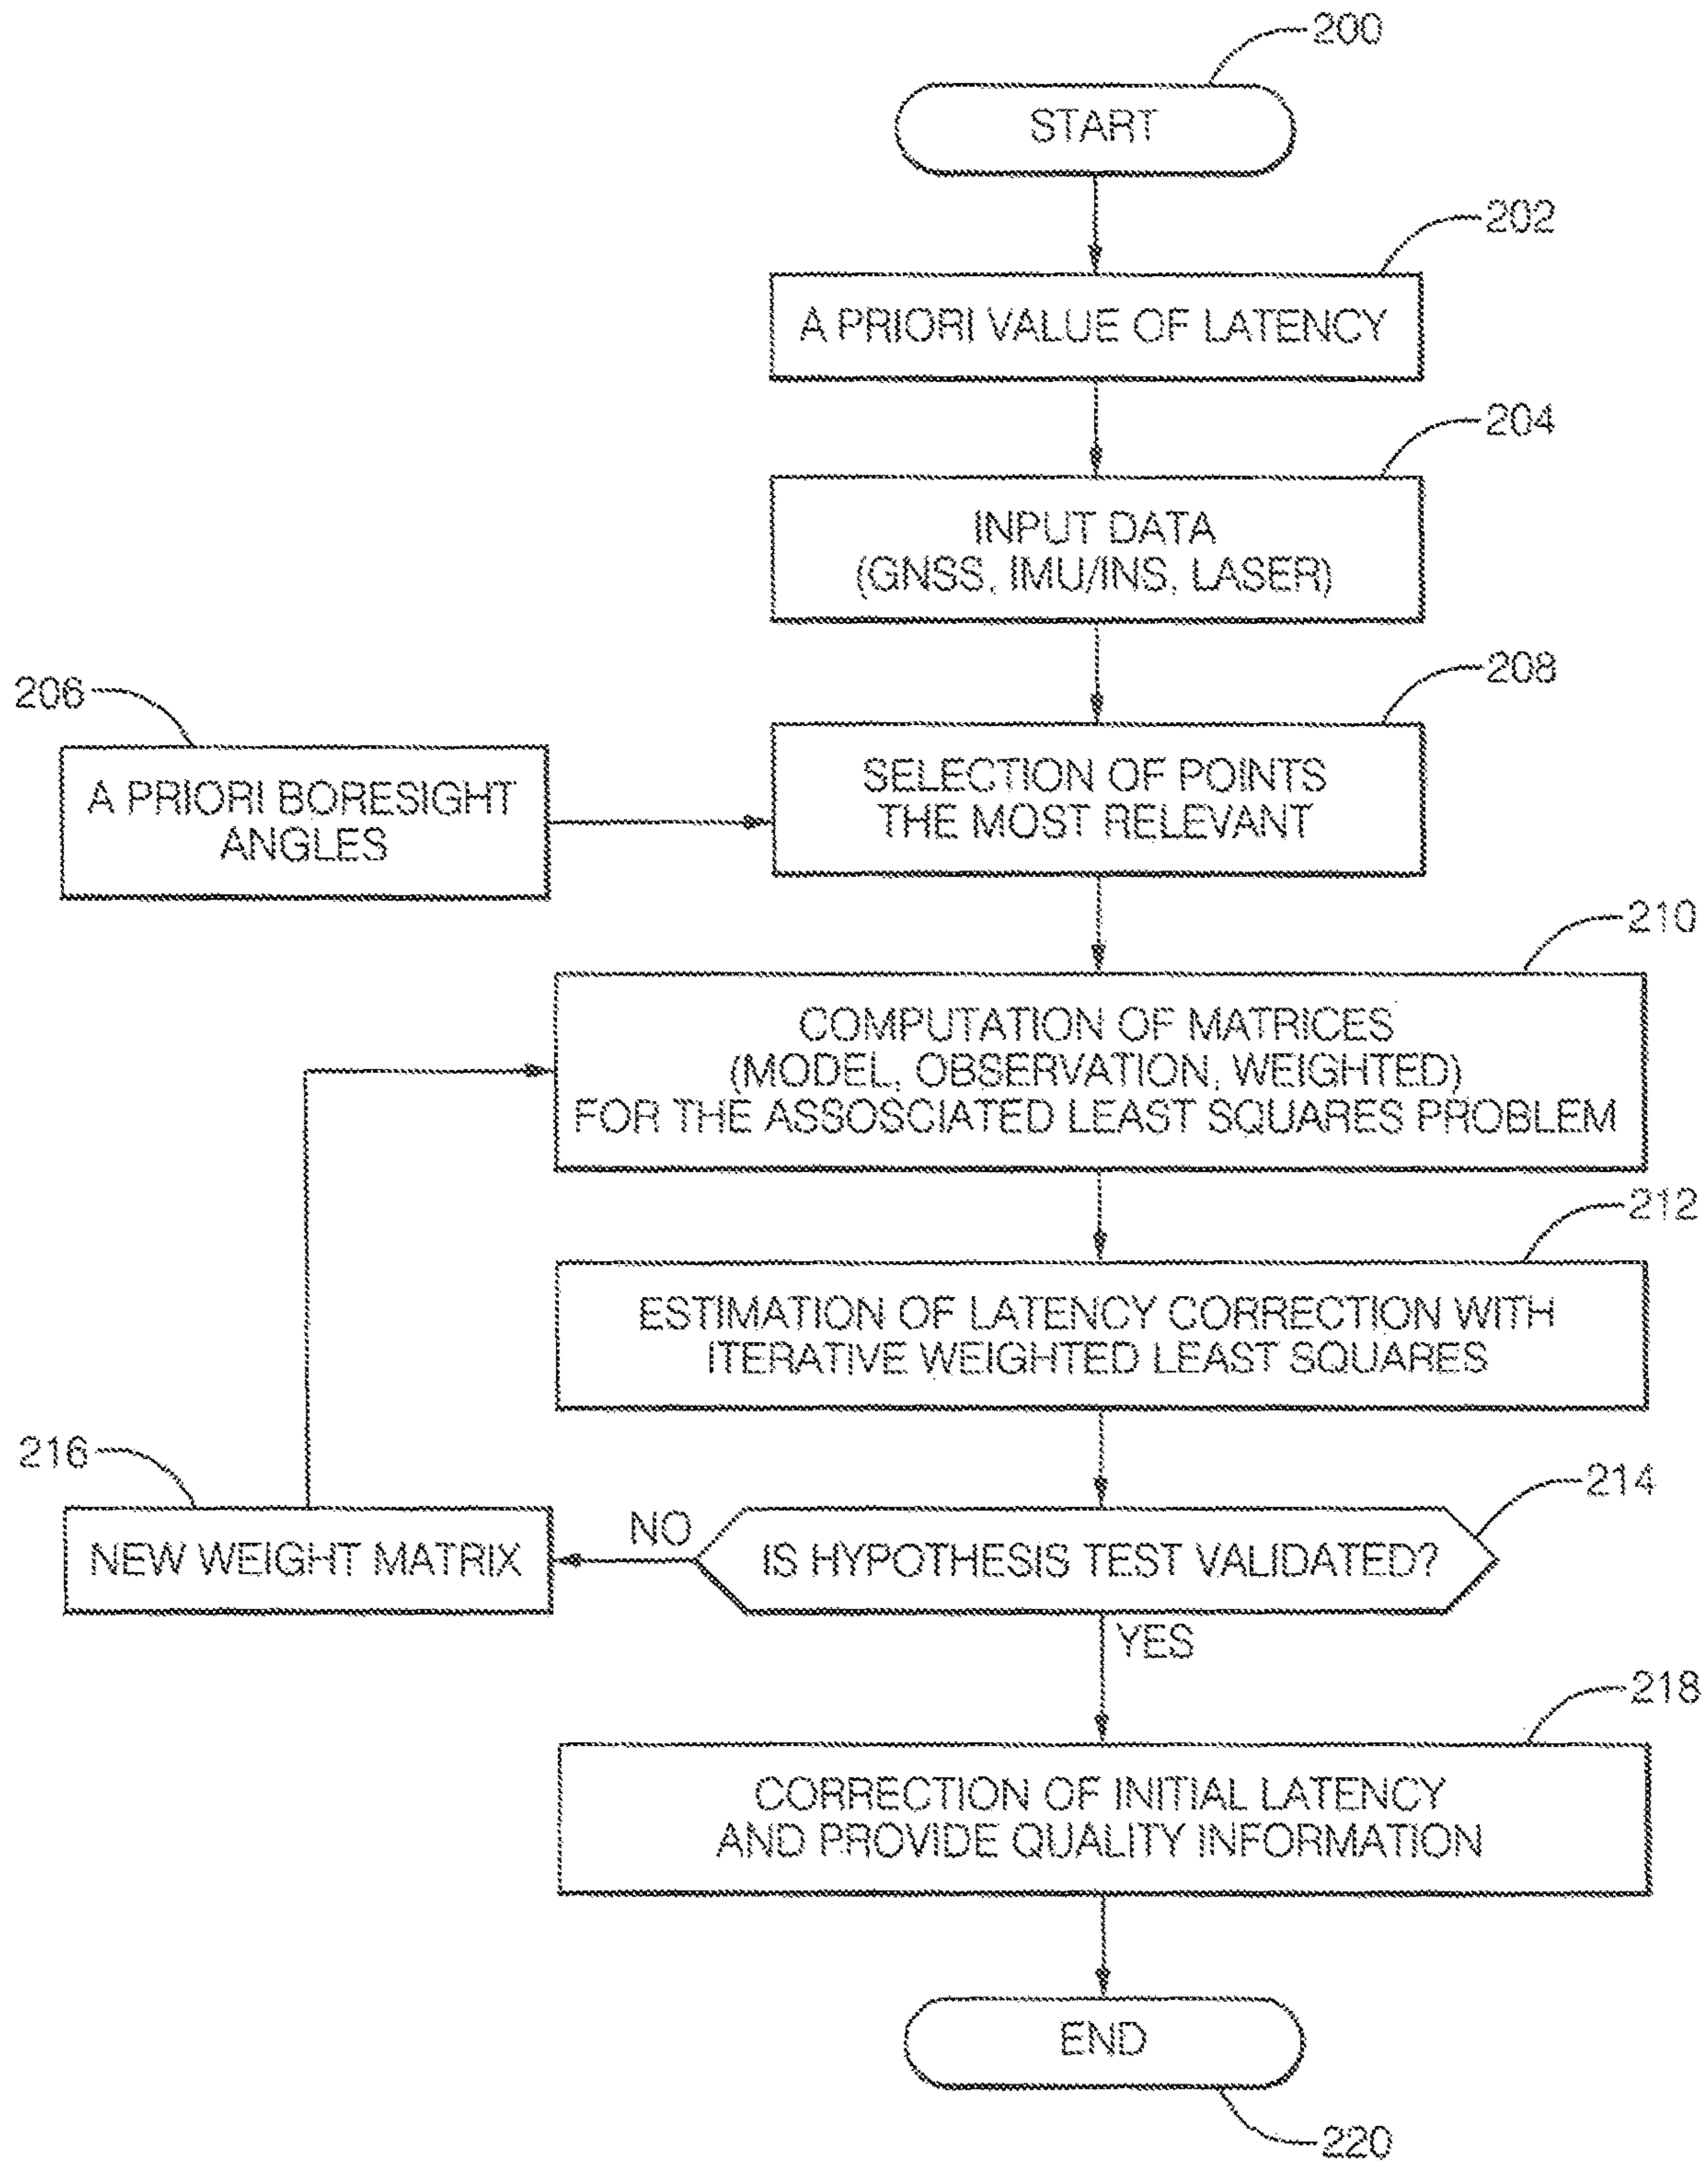 200
START
202
A PRIORI VALUE OF LATENCY
204
INPUT DATA
(GNSS, IMU/INS, LASER)
206
208
A PRIORI BORESIGHT
ANGLES
SELECTION OF POINTS
THE MOST RELEVANT
210
COMPUTATION OF MATRICES
(MODEL, OBSERVATION, WEIGHTED)
FOR THE ASSOSCIATED LEAST SQUARES PROBLEM
212
ESTIMATION OF LATENCY CORRECTION WITH
ITERATIVE WEIGHTED LEAST SQUARES
216
214
NEW WEIGHT MATRIX
NO
IS HYPOTHESIS TEST VALIDATED?
YES
218
CORRECTION OF INITIAL LATENCY
AND PROVIDE QUALITY INFORMATION
END
220